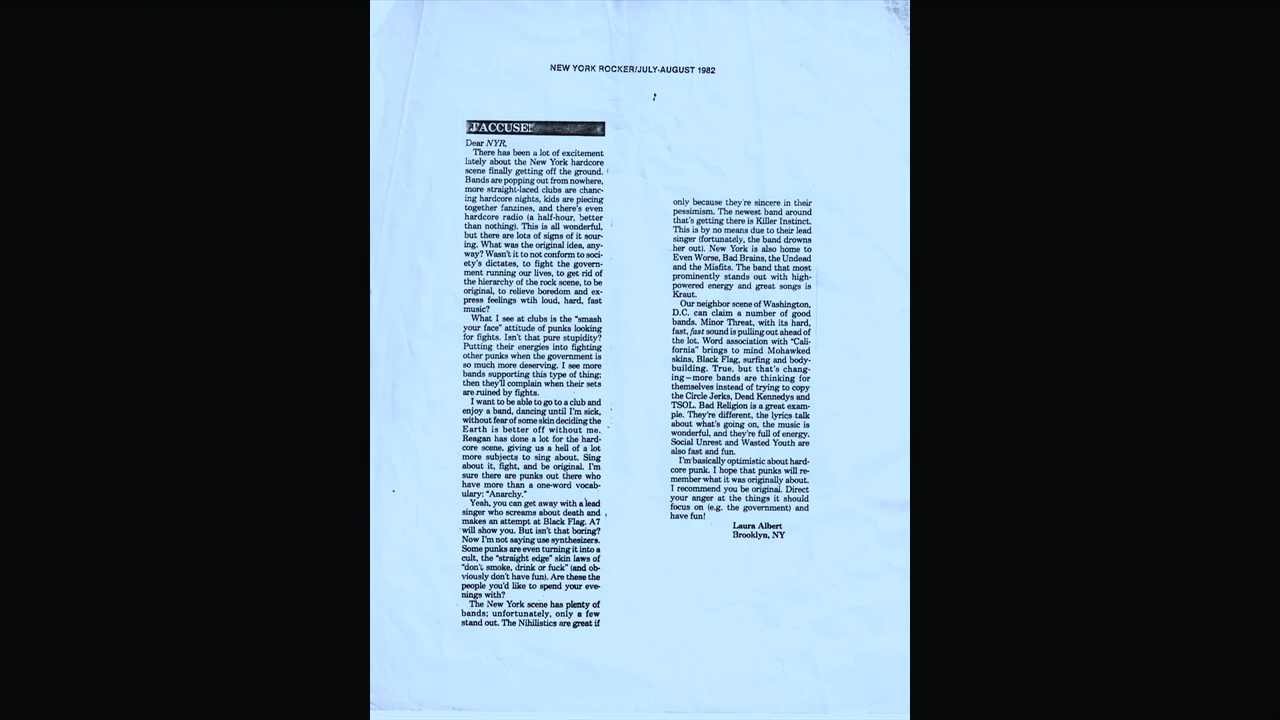 NEW YORK ROCKER/JULY-AUGUST 1982
J'ACCUSE!
Dear NYR,
There has been a lot of excitement
lately about the New York hardcore
scene finally getting off the ground.
Bands are popping out from nowhere,
more straight-laced clubs are chanc-
ing hardcore nights, kids are piecing
together fanzines, and there's even
hardcore radio (a half-hour, better
than nothing). This is all wonderful,
but there are lots of signs of it sour-
ing. What was the original idea, any-
way? Wasn't it to not conform to soci-
ety's dictates, to fight the govern-
ment running our lives, to get rid of
the hierarchy of the rock scene, to be
original, to relieve boredom and ex-
press feelings wtih loud, hard, fast
music?
What I see at clubs is the "smash
your face" attitude of punks looking
for fights. Isn't that pure stupidity?
Putting their energies into fighting
other punks when the government is
so much more deserving. I see more
bands supporting this type of thing;
then they'll complain when their sets
are ruined by fights.
I want to be able to go to a club and
enjoy a band, dancing until I'm sick,
without fear of some skin deciding the
Earth is better off without me.
Reagan has done a lot for the hard-
core scene, giving us a hell of a lot
more subjects to sing about. Sing
about it, fight, and be original. I'm
sure there are punks out there who
have more than a one-word vocab-
ulary: "Anarchy."
Yeah, you can get away with a lead
singer who screams about death and
makes an attempt at Black Flag. A7
will show you. But isn't that boring?
Now I'm not saying use synthesizers.
Some punks are even turning it into a
cult, the "straight edge" skin laws of
"don't smoke, drink or fuck" (and ob-
viously don't have fun). Are these the
people you'd like to spend your eve-
nings with?
The New York scene has plenty of
bands; unfortunately, only a few
stand out. The Nihilistics are great if
only because they're sincere in their
pessimism. The newest band around
that's getting there is Killer Instinct.
This is by no means due to their lead
singer (fortunately, the band drowns
her out). New York is also home to
Even Worse, Bad Brains, the Undead
and the Misfits. The band that most
prominently stands out with high-
powered energy and great songs is
Kraut.
Our neighbor scene of Washington,
D.C. can claim a number of good
bands. Minor Threat, with its hard,
fast, fast sound is pulling out ahead of
the lot. Word association with "Cali-
fornia" brings to mind Mohawked
skins, Black Flag, surfing and body-
building. True, but that's chang-
ing—more bands are thinking for
themselves instead of trying to copy
the Circle Jerks, Dead Kennedys and
TSOL. Bad Religion is a great exam-
ple. They're different, the lyrics talk
about what's going on, the music is
wonderful, and they're full of energy.
Social Unrest and Wasted Youth are
also fast and fun.
I'm basically optimistic about hard-
core punk. I hope that punks will re-
member what it was originally about.
I recommend you be original. Direct
your anger at the things it should
focus on (e.g. the government) and
have fun!
Laura Albert
Brooklyn, NY